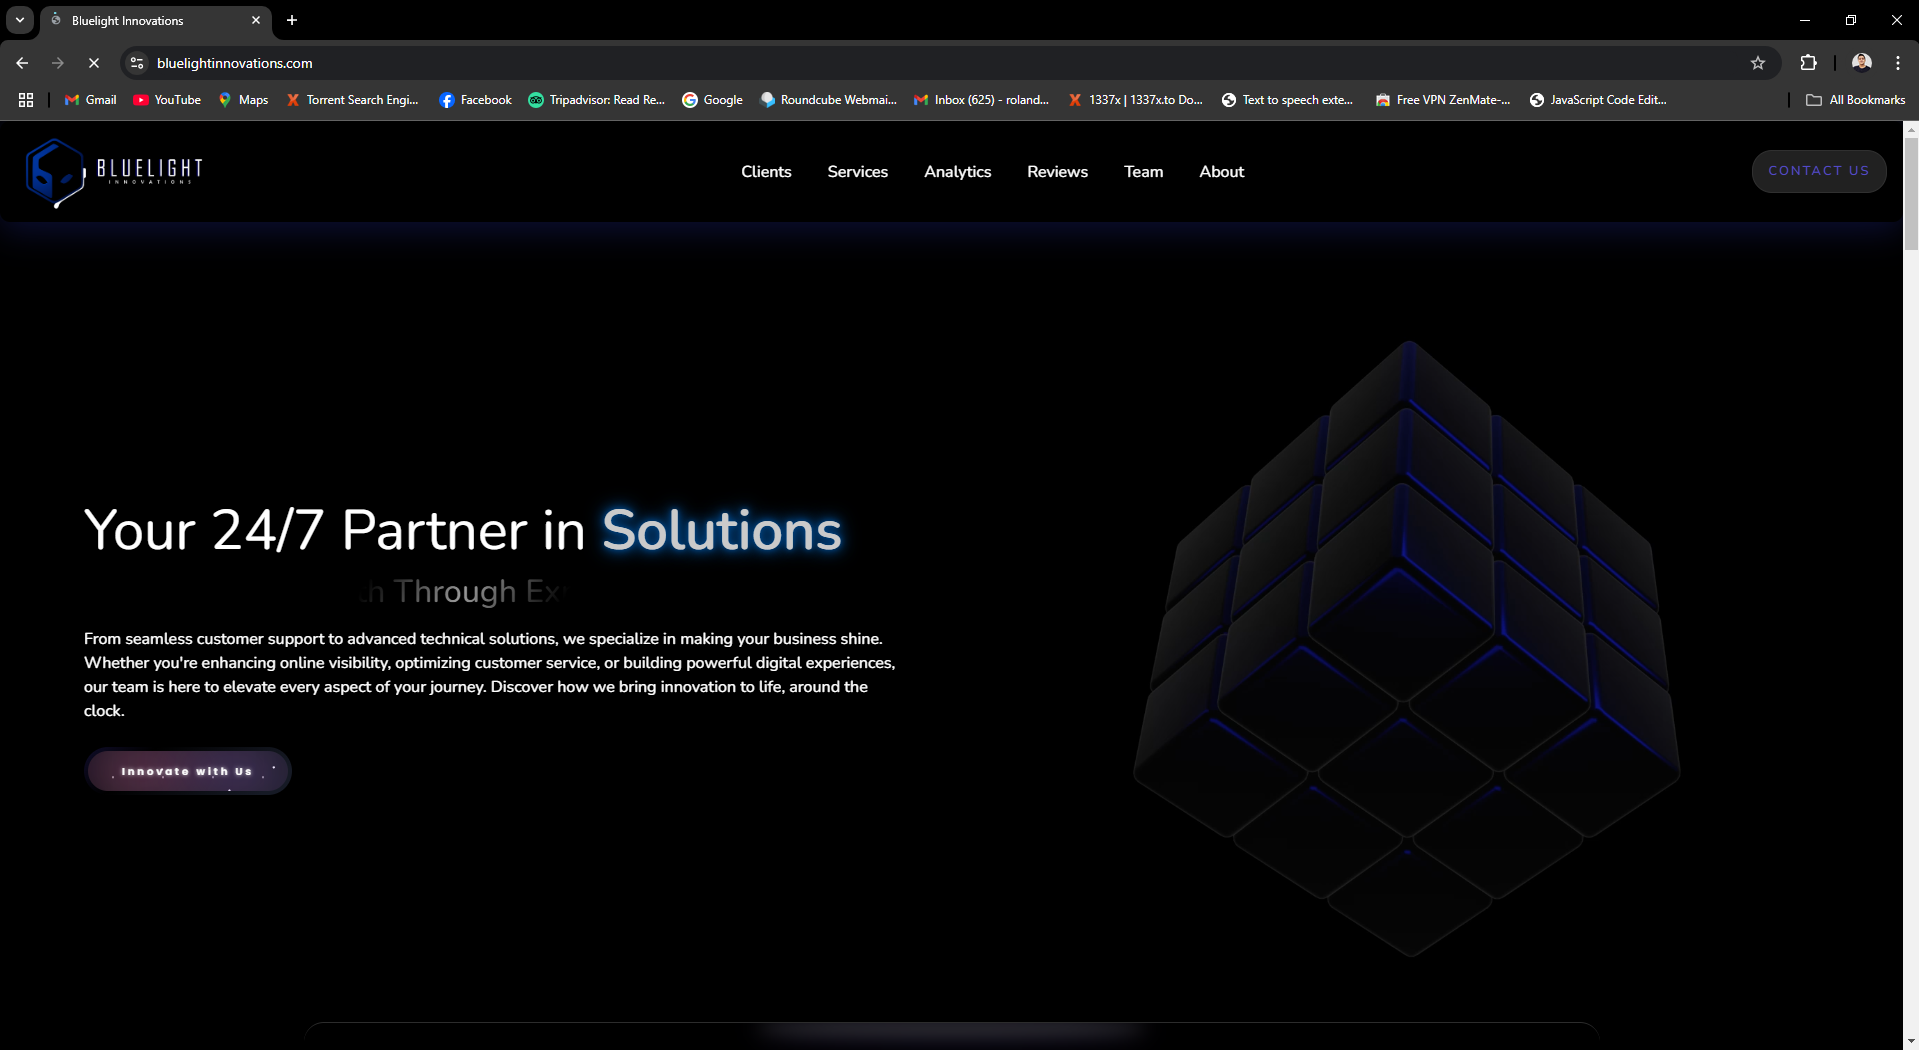 Bluelight Innovations
bluelightinnovations.com
Gmail YouTube Maps Torrent Search Engi... Facebook Tripadvisor: Read Re... Google Roundcube Webmai... Inbox (625) - roland... 1337x | 1337x.to Do... Text to speech exte... Free VPN ZenMate-... JavaScript Code Edit... All Bookmarks
BLUELIGHT
INNOVATIONS
Clients Services Analytics Reviews Team About
CONTACT US
Your 24/7 Partner in Solutions
Through
From seamless customer support to advanced technical solutions, we specialize in making your business shine.
Whether you're enhancing online visibility, optimizing customer service, or building powerful digital experiences,
our team is here to elevate every aspect of your journey. Discover how we bring innovation to life, around the
clock.
Innovate with Us